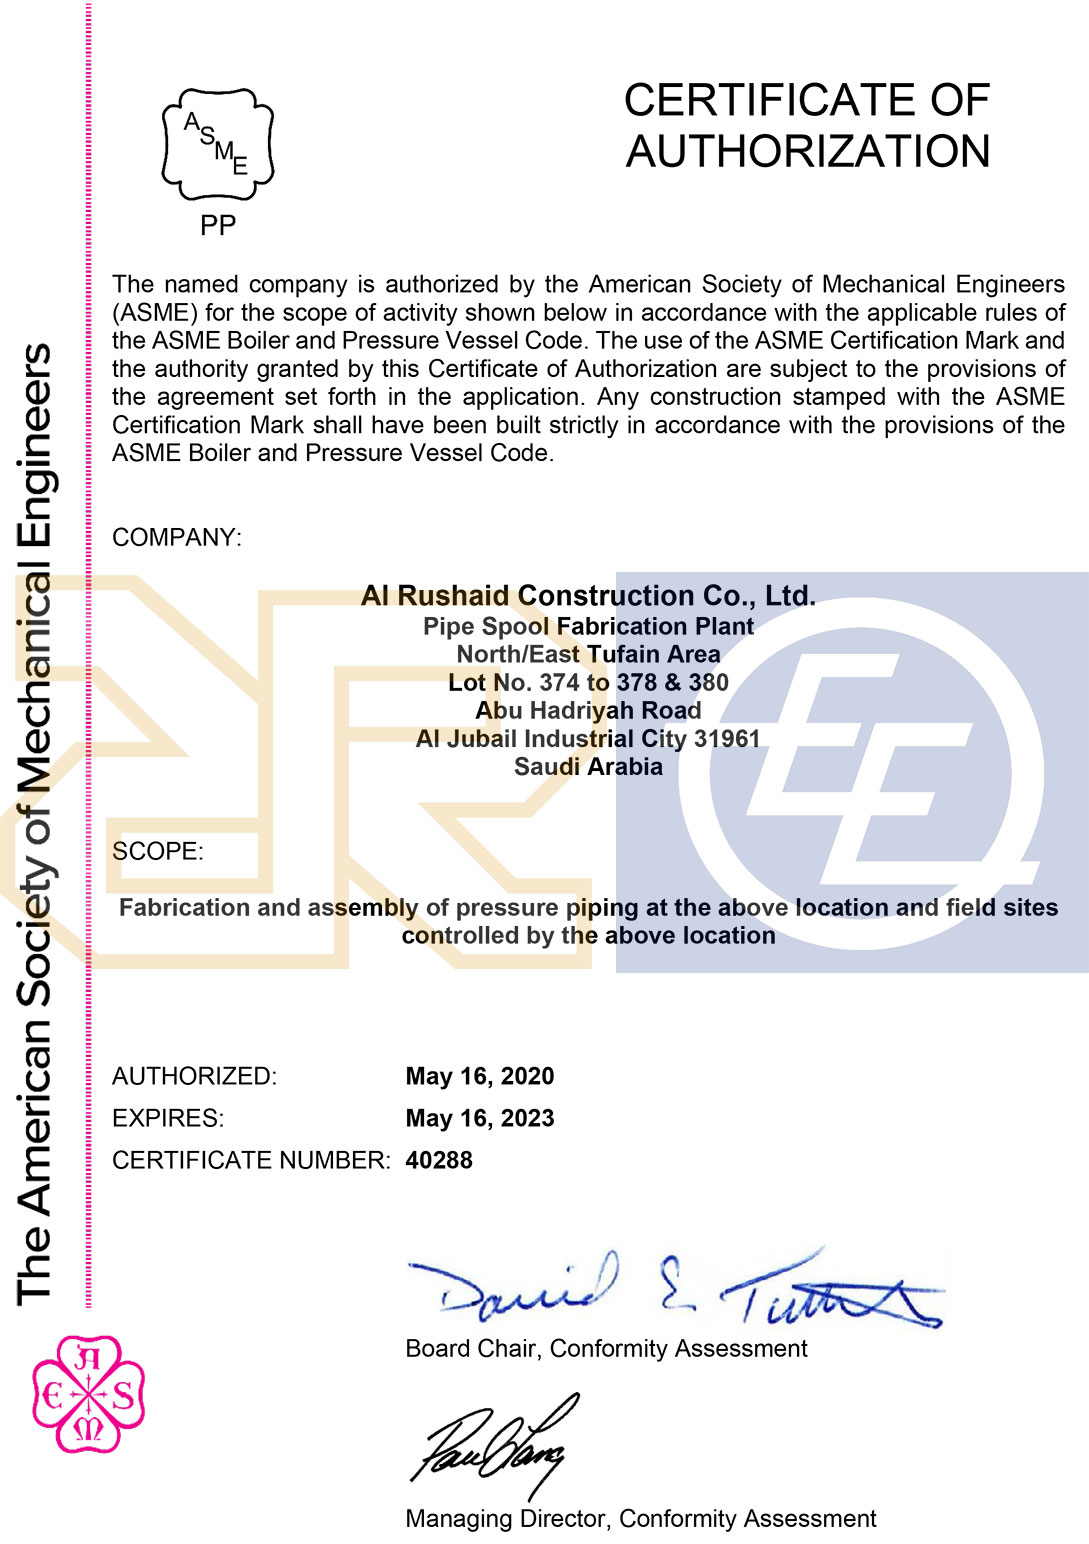 CERTIFICATE OF
AUTHORIZATION
A
S
M
E
PP
The named company is authorized by the American Society of Mechanical Engineers
(ASME) for the scope of activity shown below in accordance with the applicable rules of
the ASME Boiler and Pressure Vessel Code. The use of the ASME Certification Mark and
the authority granted by this Certificate of Authorization are subject to the provisions of
the agreement set forth in the application. Any construction stamped with the ASME
Certification Mark shall have been built strictly in accordance with the provisions of the
ASME Boiler and Pressure Vessel Code.
COMPANY:
Al Rushaid Construction Co., Ltd.
Pipe Spool Fabrication Plant
North/East Tufain Area
Lot No. 374 to 378 & 380
Abu Hadriyah Road
Al Jubail Industrial City 31961
Saudi Arabia
SCOPE:
Fabrication and assembly of pressure piping at the above location and field sites
controlled by the above location
AUTHORIZED: May 16, 2020
EXPIRES: May 16, 2023
CERTIFICATE NUMBER: 40288
David E
Board Chair, Conformity Assessment
Managing Director, Conformity Assessment
The American Society of Mechanical Engineers
A
E S
M